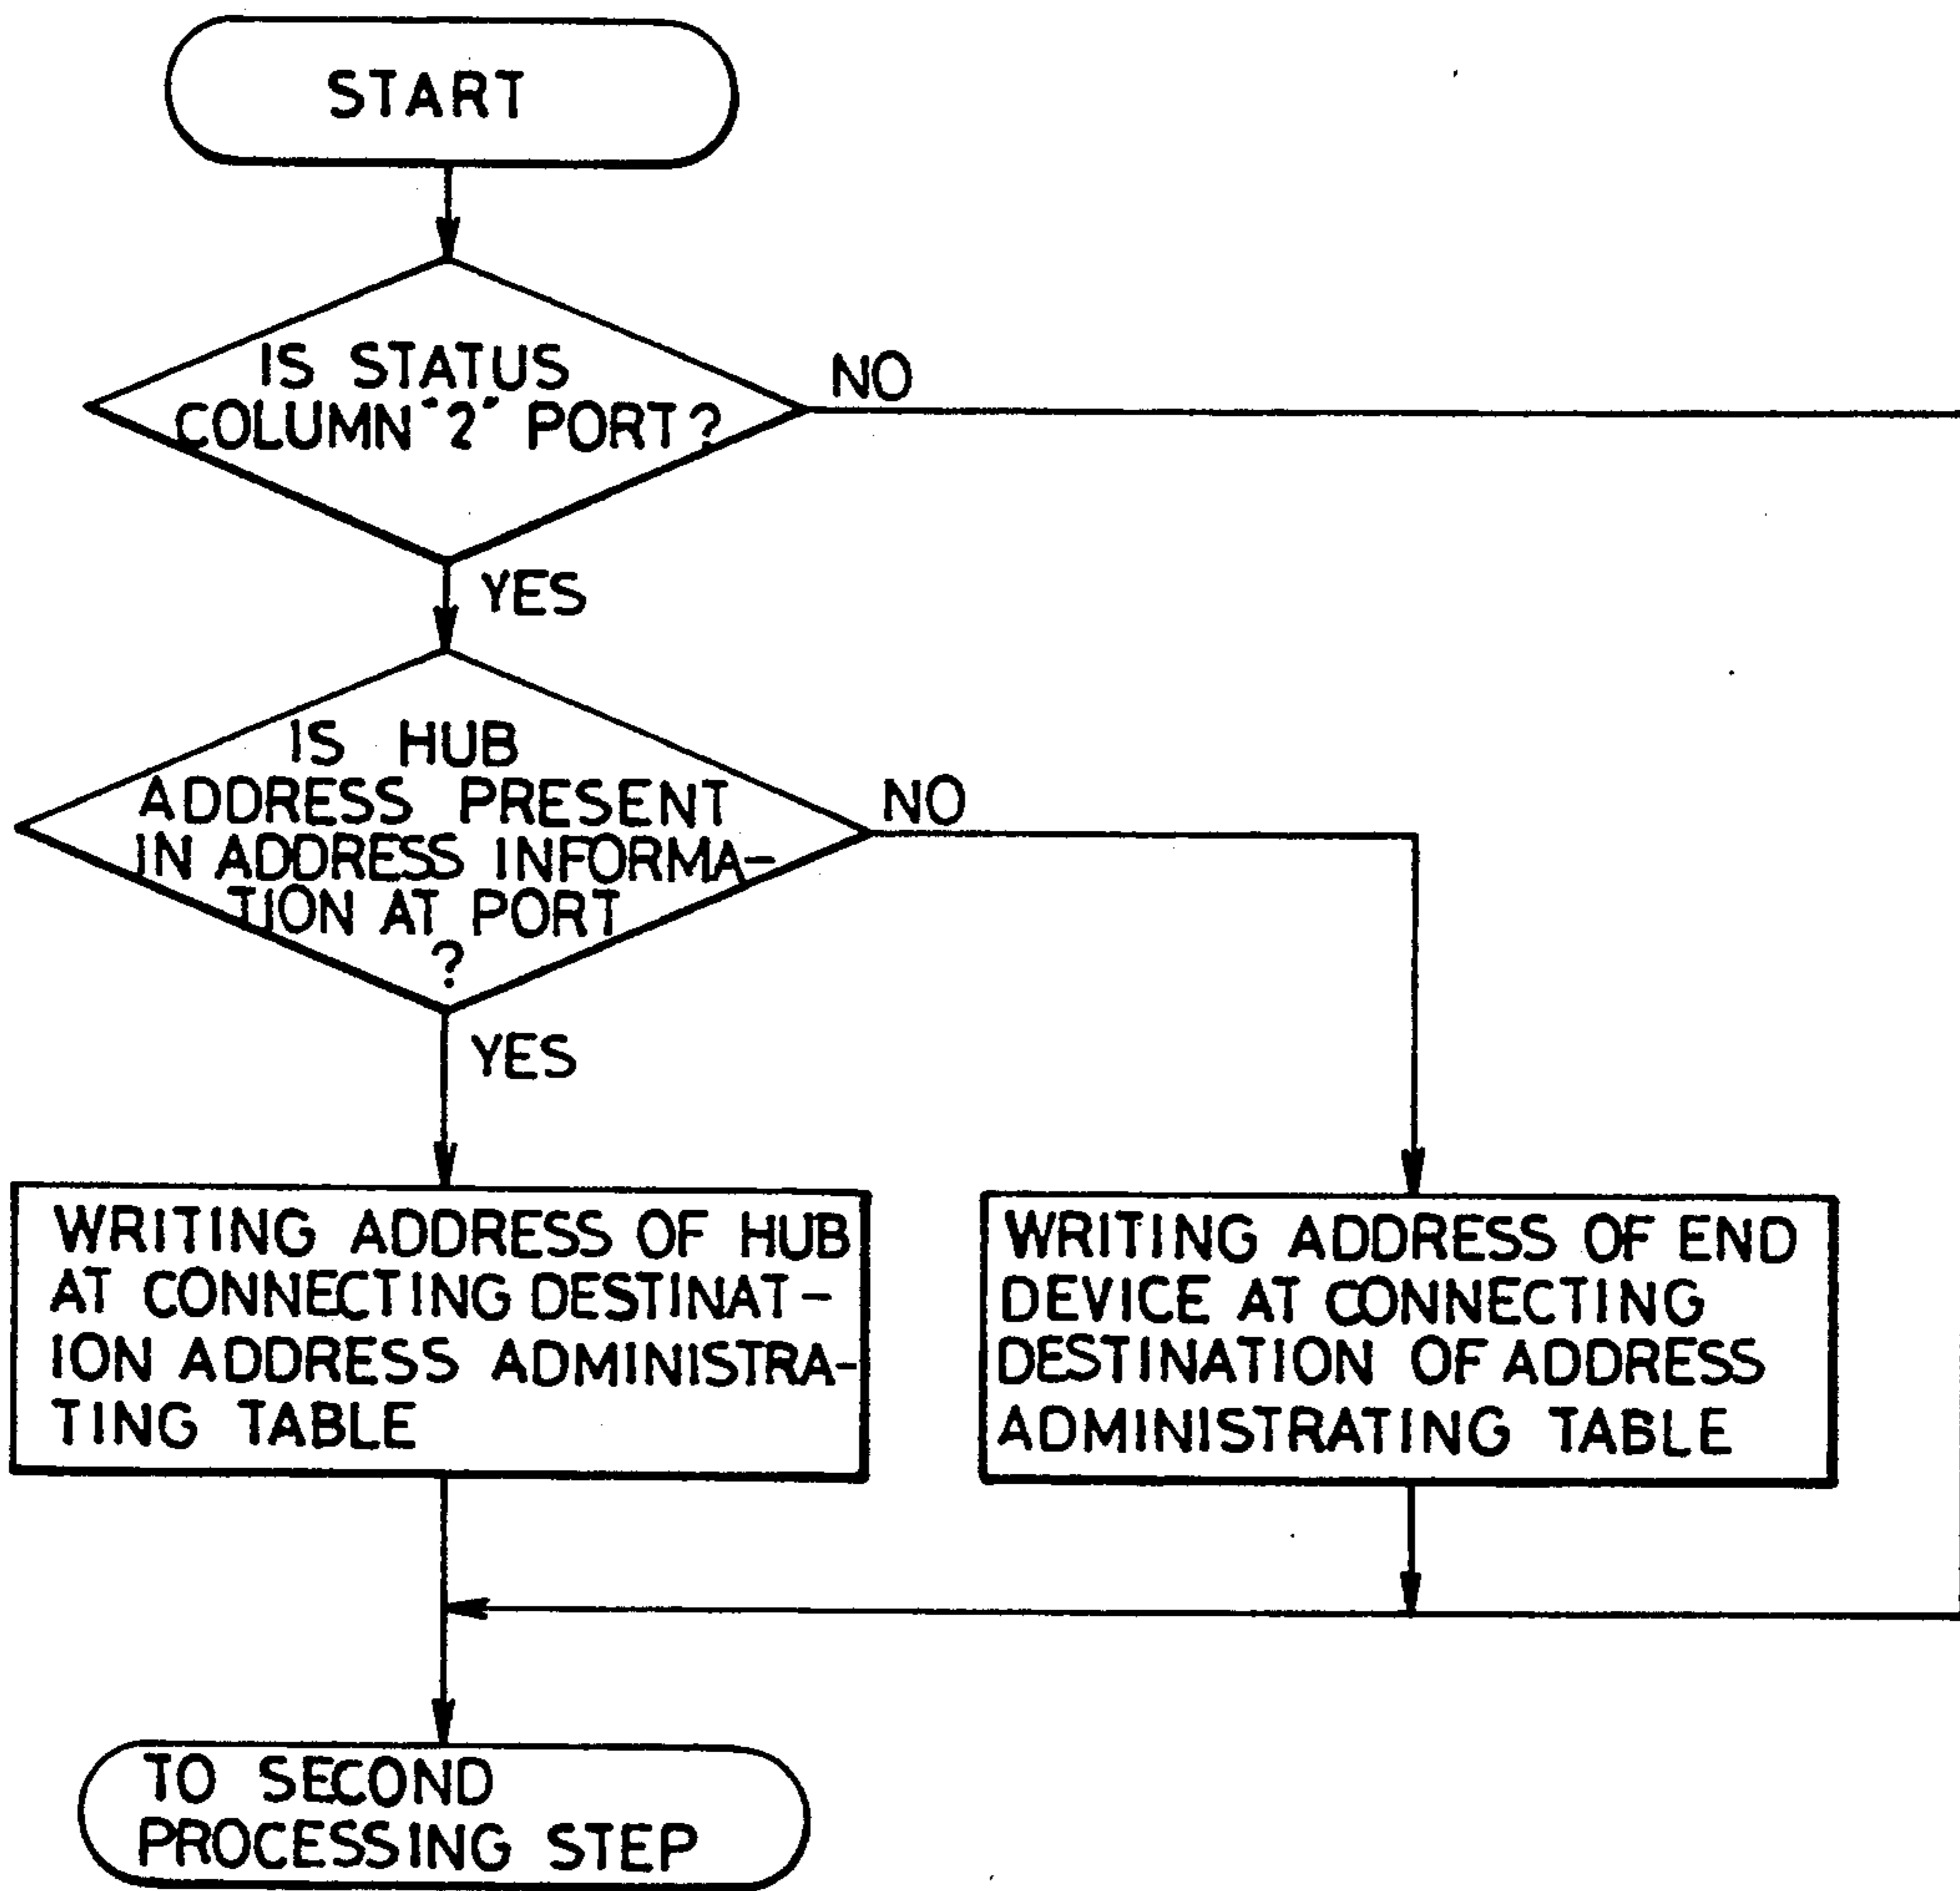 START
IS STATUS
COLUMN "2" PORT?
NO
YES
IS HUB
ADDRESS PRESENT
IN ADDRESS INFORMA-
TION AT PORT
?
NO
YES
WRITING ADDRESS OF HUB
AT CONNECTING DESTINAT-
ION ADDRESS ADMINISTRA-
TING TABLE
WRITING ADDRESS OF END
DEVICE AT CONNECTING
DESTINATION OF ADDRESS
ADMINISTRATING TABLE
TO SECOND
PROCESSING STEP